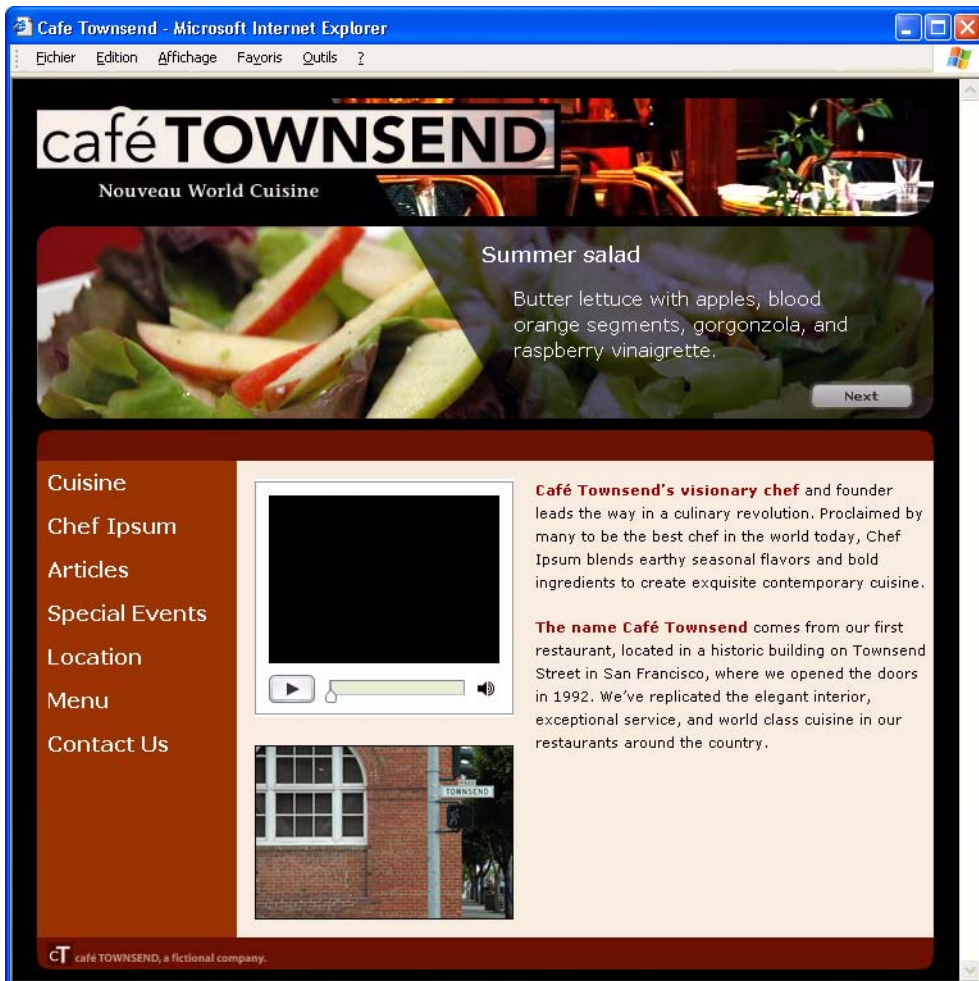 Cafe Townsend - Microsoft Internet Explorer
Fichier Edition Affichage Favoris Outils ?
café TOWNSEND
Nouveau World Cuisine
Summer salad
Butter lettuce with apples, blood
orange segments, gorgonzola, and
raspberry vinaigrette.
Next
Cuisine
Chef Ipsum
Articles
Special Events
Location
Menu
Contact Us
Café Townsend's visionary chef and founder
leads the way in a culinary revolution. Proclaimed by
many to be the best chef in the world today, Chef
Ipsum blends earthy seasonal flavors and bold
ingredients to create exquisite contemporary cuisine.
The name Café Townsend comes from our first
restaurant, located in a historic building on Townsend
Street in San Francisco, where we opened the doors
in 1992. We've replicated the elegant interior,
exceptional service, and world class cuisine in our
restaurants around the country.
TOWNSEND
cT café TOWNSEND, a fictional company.